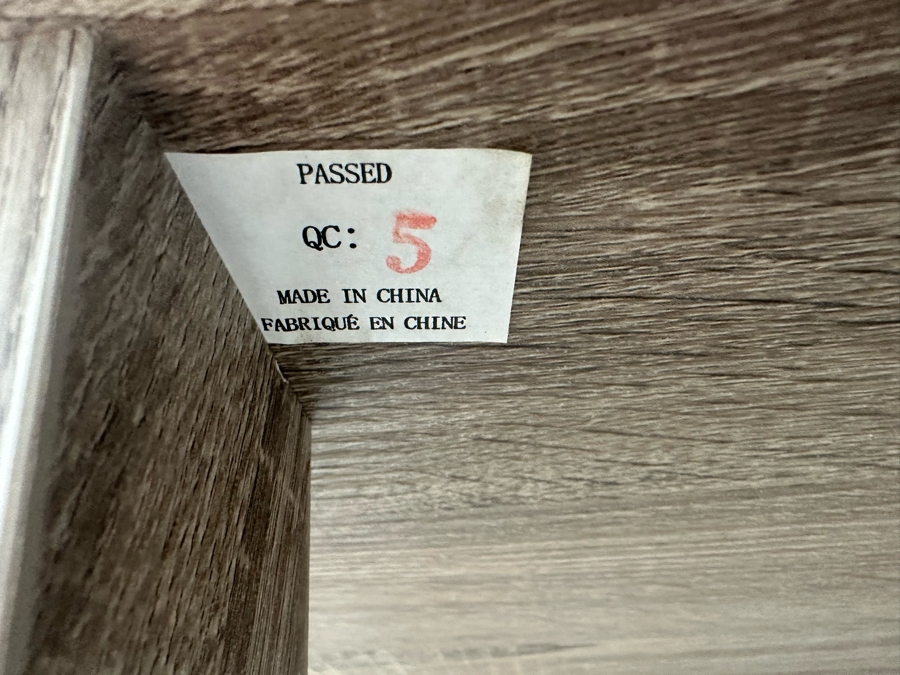 PASSED
QC: 5
MADE IN CHINA
FABRIQUÉ EN CHINE